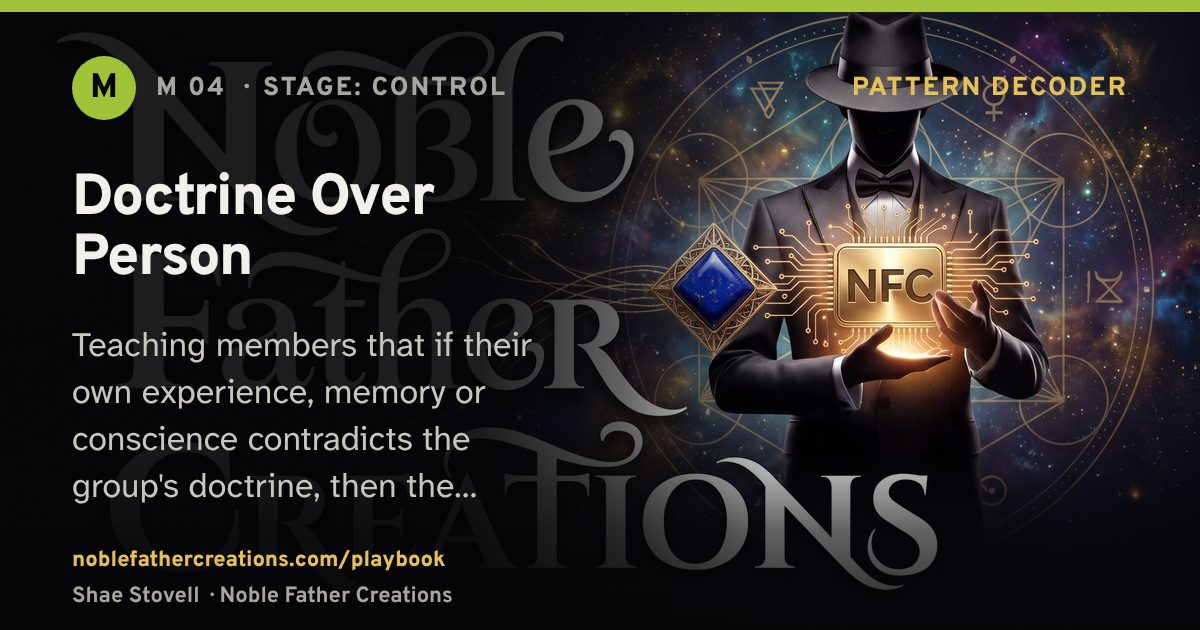 M
M 04 · STAGE: CONTROL
PATTERN DECODER
Noble
Father
Creations
Doctrine Over
Person
NFC
Teaching members that if their
own experience, memory or
conscience contradicts the
group's doctrine, then the...
noblefathercreations.com/playbook
Shae Stovell · Noble Father Creations